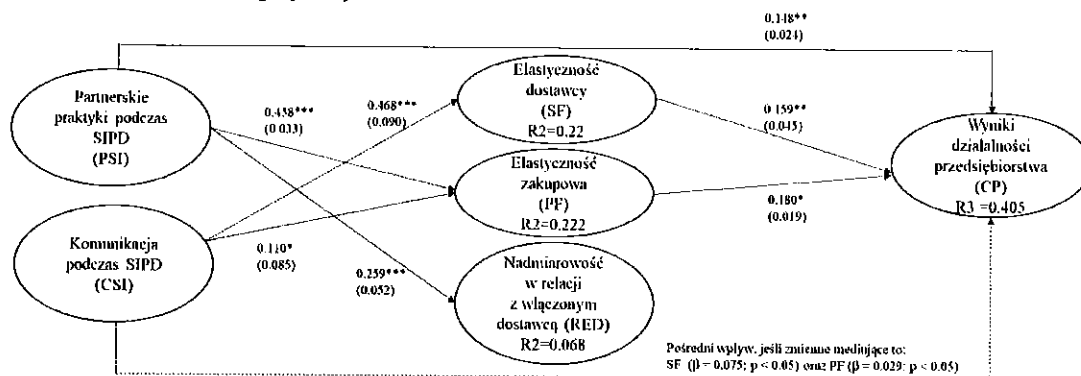 0.148**
(0.024)
Partnerskie
praktyki podczas
SIPD
(PSI)
0.458***
(0.033)
0.468***
(0.090)
Elastyczność
dostawcy
(SF)
R2=0.22
0.159**
(0.045)
Wyniki
działalności
przedsiębiorstwa
(CP)
R3 =0.405
Elastyczność
zakupowa
(PF)
R2=0.222
0.180*
(0.019)
Komunikacja
podczas SIPD
(CSI)
0.110*
(0.085)
0.259***
(0.052)
Nadmiarowość
w relacji
z włączonym
dostawcą (RED)
R2=0.068
Pośredni wpływ, jeśli zmienne mediujące to:
SF (β = 0.075; p < 0.05) oraz PF (β = 0.029; p < 0.05)